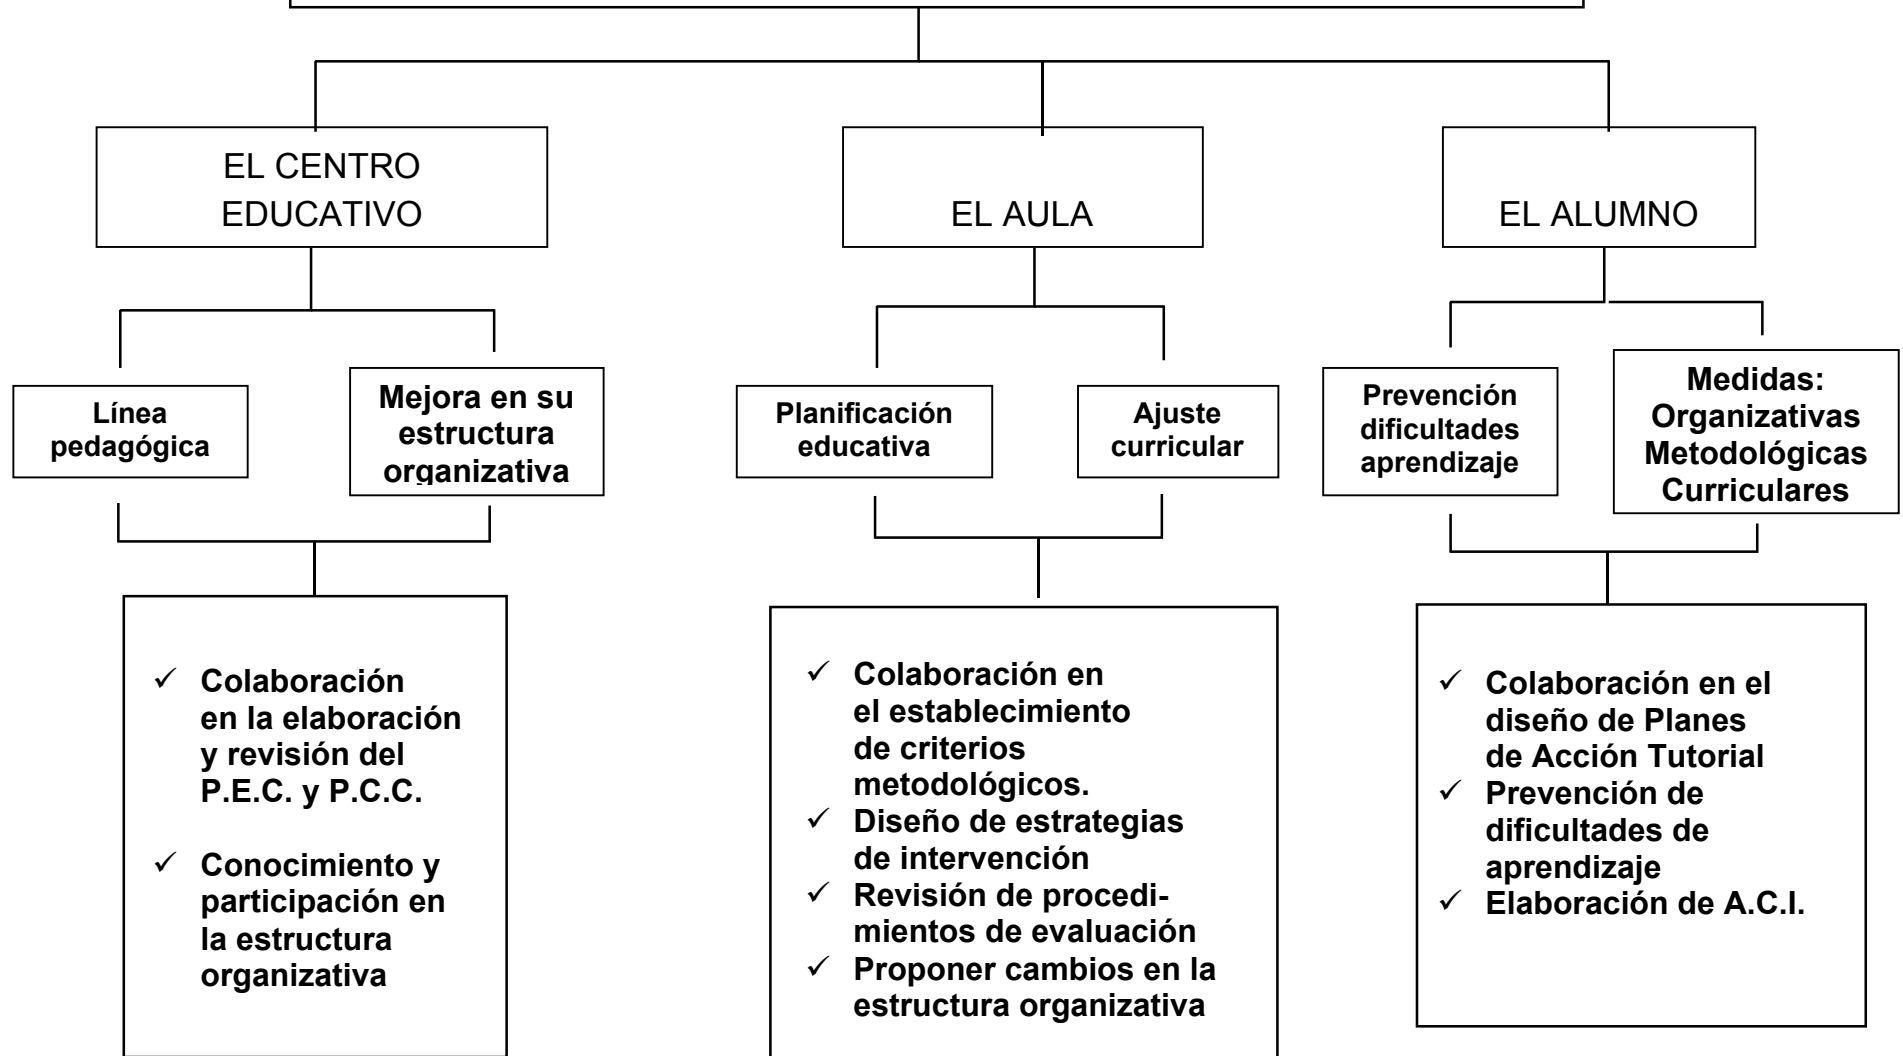 EL CENTRO
EDUCATIVO
EL AULA
EL ALUMNO
Línea
pedagógica
Mejora en su
estructura
organizativa
Planificación
educativa
Ajuste
curricular
Prevención
dificultades
aprendizaje
Medidas:
Organizativas
Metodológicas
Curriculares
✓ Colaboración
en la elaboración
y revisión del
P.E.C. y P.C.C.
✓ Conocimiento y
participación en
la estructura
organizativa
✓ Colaboración en
el establecimiento
de criterios
metodológicos.
✓ Diseño de estrategias
de intervención
✓ Revisión de procedi-
mientos de evaluación
✓ Proponer cambios en la
estructura organizativa
✓ Colaboración en el
diseño de Planes
de Acción Tutorial
✓ Prevención de
dificultades de
aprendizaje
✓ Elaboración de A.C.I.